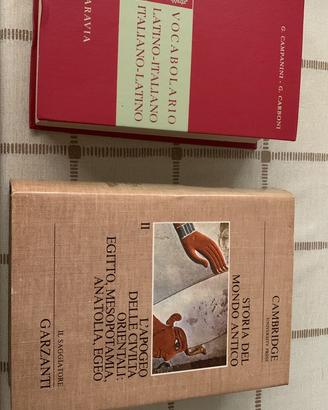 G. CAMPANINI - G. CARBONI
VOCABOLARIO
LATINO-ITALIANO
ITALIANO-LATINO
PARAVIA
CAMBRIDGE
UNIVERSITY PRESS
STORIA DEL
MONDO ANTICO
II
L'APOGEO
DELLE CIVILTÀ
ORIENTALI:
EGITTO, MESOPOTAMIA,
ANATOLIA, EGEO
IL SAGGIATORE
GARZANTI